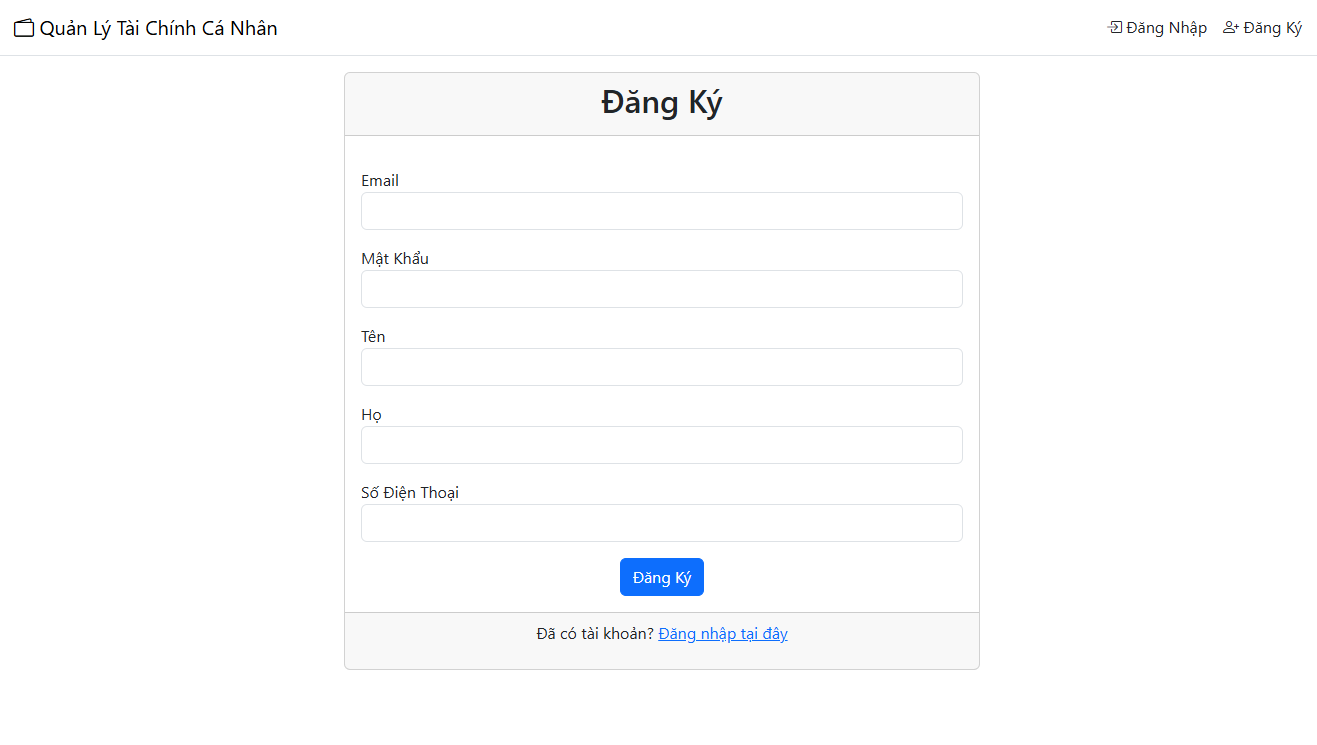 Quản Lý Tài Chính Cá Nhân
Đăng Nhập
Đăng Ký
Đăng Ký
Email
Mật Khẩu
Tên
Họ
Số Điện Thoại
Đăng Ký
Đã có tài khoản? Đăng nhập tại đây